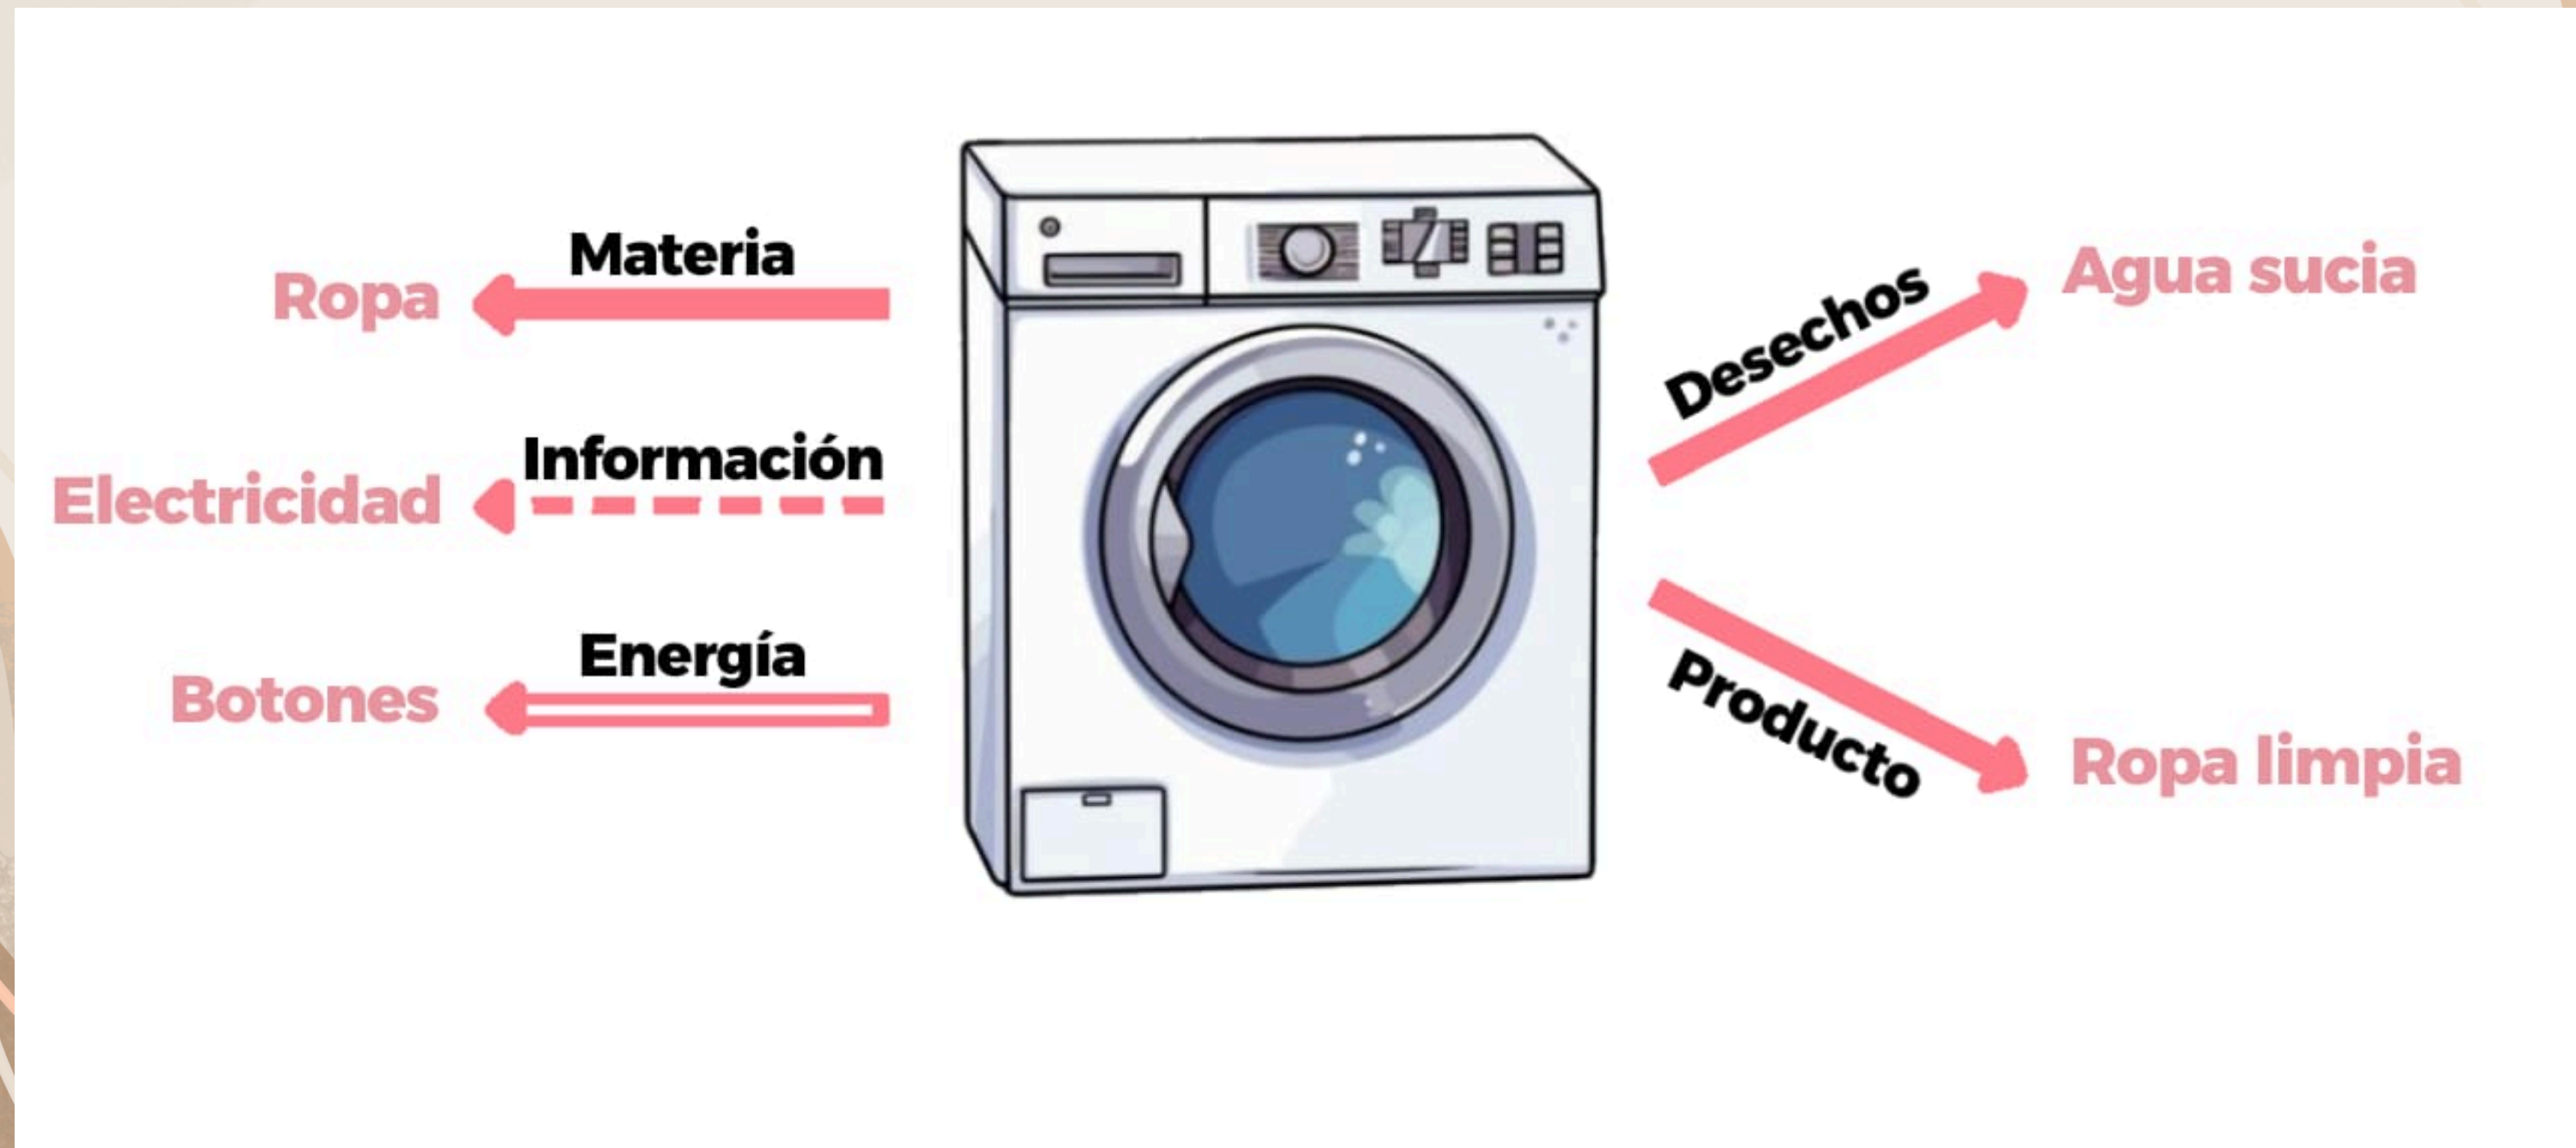 Materia
Ropa
Información
Electricidad
Energía
Botones
Desechos
Agua sucia
Producto
Ropa limpia